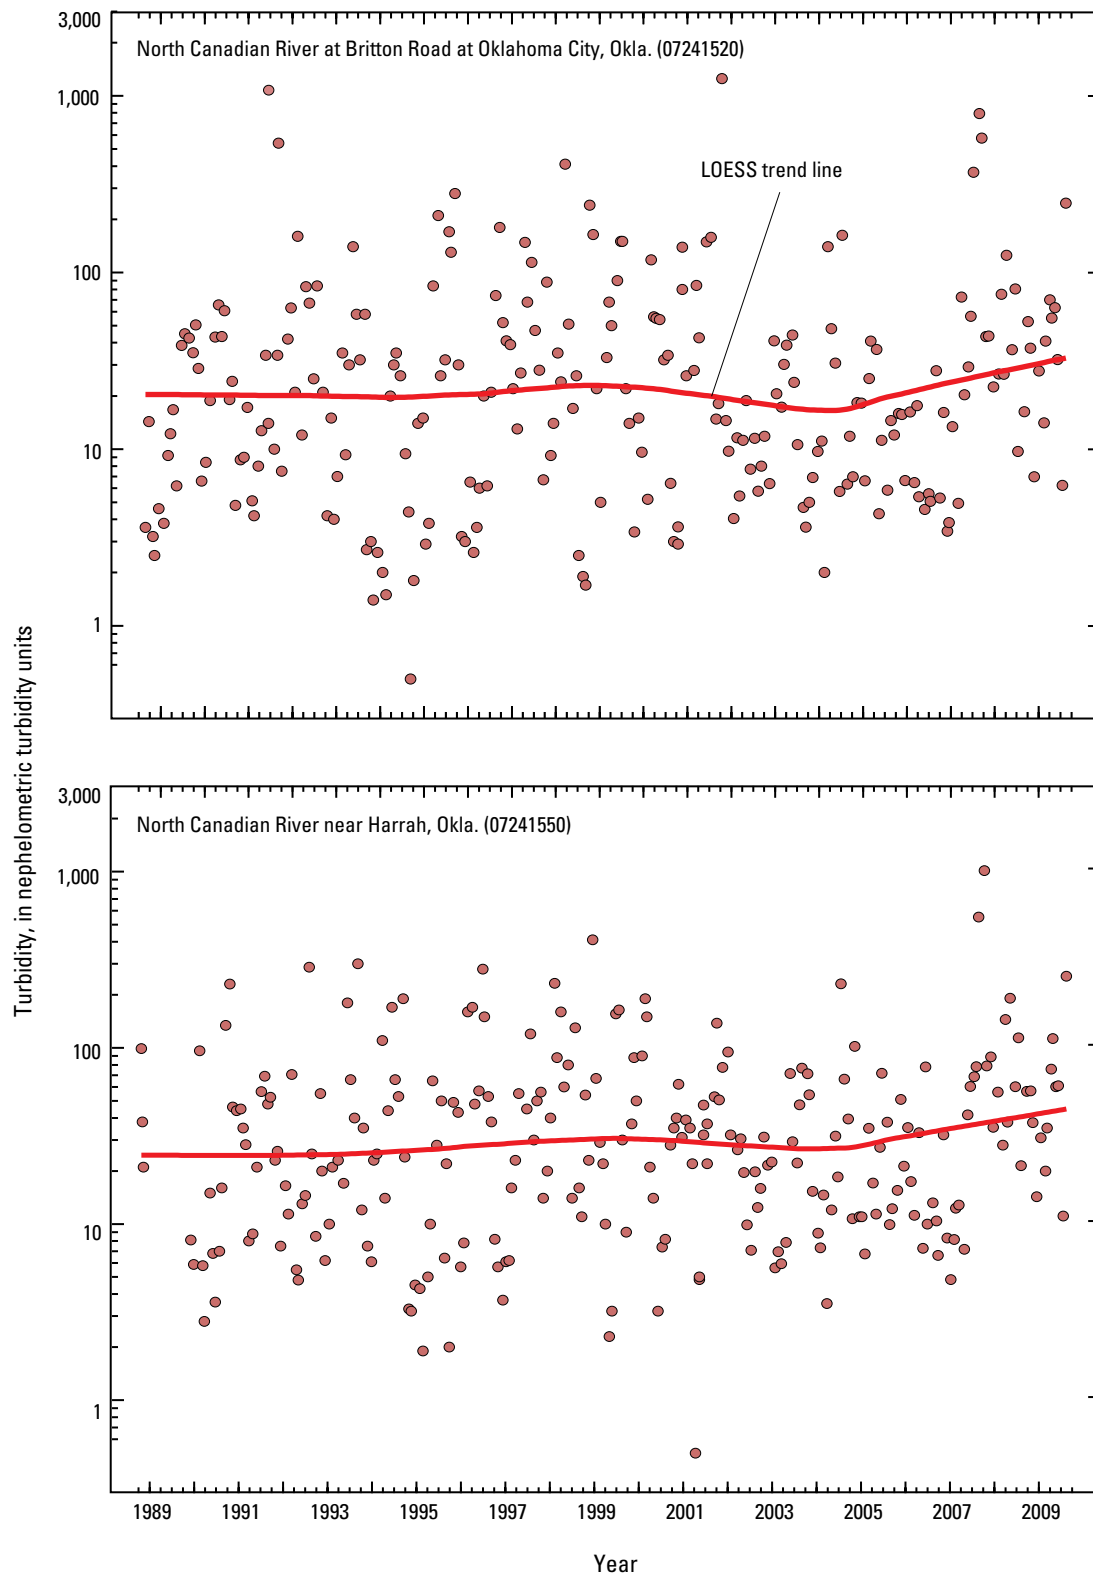 3,000
North Canadian River at Britton Road at Oklahoma City, Okla. (07241520)
1,000
LOESS trend line
100
10
1
Turbidity, in nephelometric turbidity units
3,000
North Canadian River near Harrah, Okla. (07241550)
1,000
100
10
1
1989 1991 1993 1995 1997 1999 2001 2003 2005 2007 2009
Year